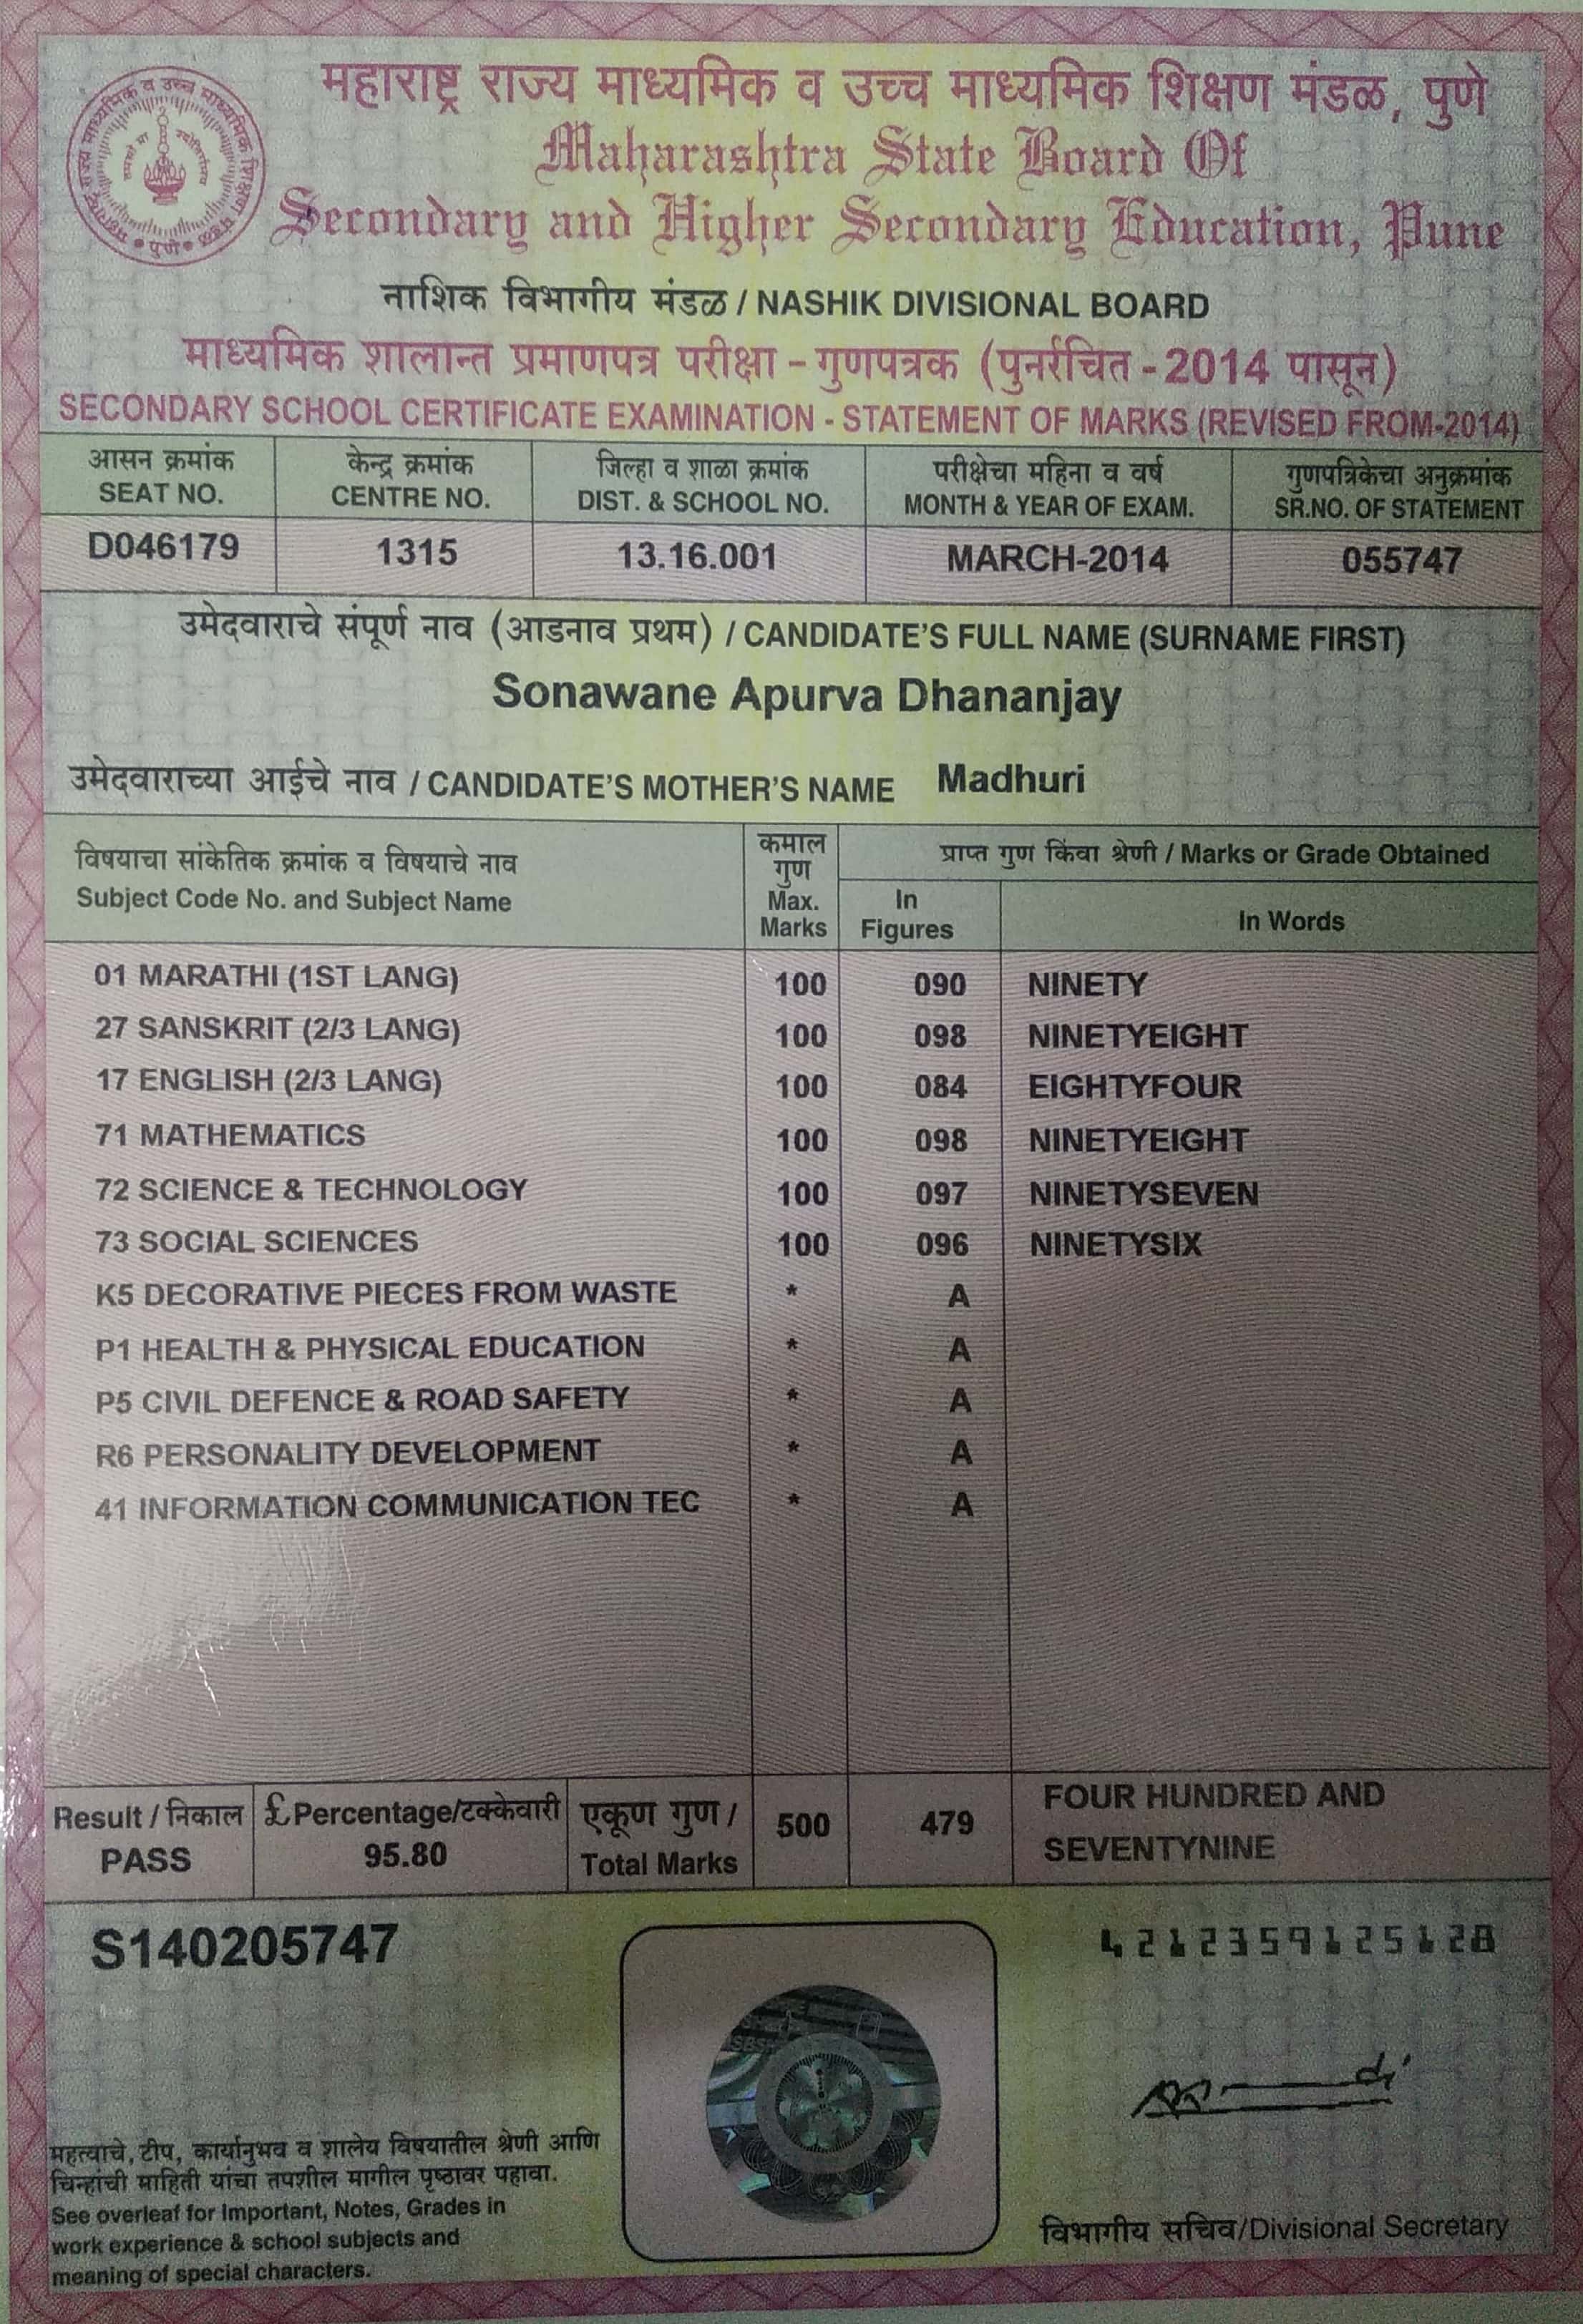 महाराष्ट्र राज्य माध्यमिक व उच्च माध्यमिक शिक्षण मंडळ, पुणे
Maharashtra State Board Of
Secondary and Higher Secondary Education, Pune
नाशिक विभागीय मंडळ / NASHIK DIVISIONAL BOARD
माध्यमिक शालान्त प्रमाणपत्र परीक्षा - गुणपत्रक (पुनर्रचित - 2014 पासून)
SECONDARY SCHOOL CERTIFICATE EXAMINATION - STATEMENT OF MARKS (REVISED FROM-2014)
आसन क्रमांक केन्द्र क्रमांक जिल्हा व शाळा क्रमांक परीक्षेचा महिना व वर्ष गुणपत्रिकेचा अनुक्रमांक
SEAT NO. CENTRE NO. DIST. & SCHOOL NO. MONTH & YEAR OF EXAM. SR.NO. OF STATEMENT
D046179 1315 13.16.001 MARCH-2014 055747
उमेदवाराचे संपूर्ण नाव (आडनाव प्रथम) / CANDIDATE'S FULL NAME (SURNAME FIRST)
Sonawane Apurva Dhananjay
उमेदवाराच्या आईचे नाव / CANDIDATE'S MOTHER'S NAME Madhuri
विषयाचा सांकेतिक क्रमांक व विषयाचे नाव
Subject Code No. and Subject Name
कमाल
गुण
Max.
Marks
प्राप्त गुण किंवा श्रेणी / Marks or Grade Obtained
In
Figures
In Words
01 MARATHI (1ST LANG) 100 090 NINETY
27 SANSKRIT (2/3 LANG) 100 098 NINETYEIGHT
17 ENGLISH (2/3 LANG) 100 084 EIGHTYFOUR
71 MATHEMATICS 100 098 NINETYEIGHT
72 SCIENCE & TECHNOLOGY 100 097 NINETYSEVEN
73 SOCIAL SCIENCES 100 096 NINETYSIX
K5 DECORATIVE PIECES FROM WASTE * A
P1 HEALTH & PHYSICAL EDUCATION * A
P5 CIVIL DEFENCE & ROAD SAFETY * A
R6 PERSONALITY DEVELOPMENT * A
41 INFORMATION COMMUNICATION TEC * A
Result / निकाल
PASS
£Percentage/टक्केवारी
95.80
एकूण गुण /
Total Marks
500 479
FOUR HUNDRED AND
SEVENTYNINE
S140205747
4212359125128
महत्वाचे, टीप, कार्यानुभव व शालेय विषयातील श्रेणी आणि
चिन्हांची माहिती यांचा तपशील मागील पृष्ठावर पहावा.
See overleaf for Important, Notes, Grades in
work experience & school subjects and
meaning of special characters.
विभागीय सचिव/Divisional Secretary